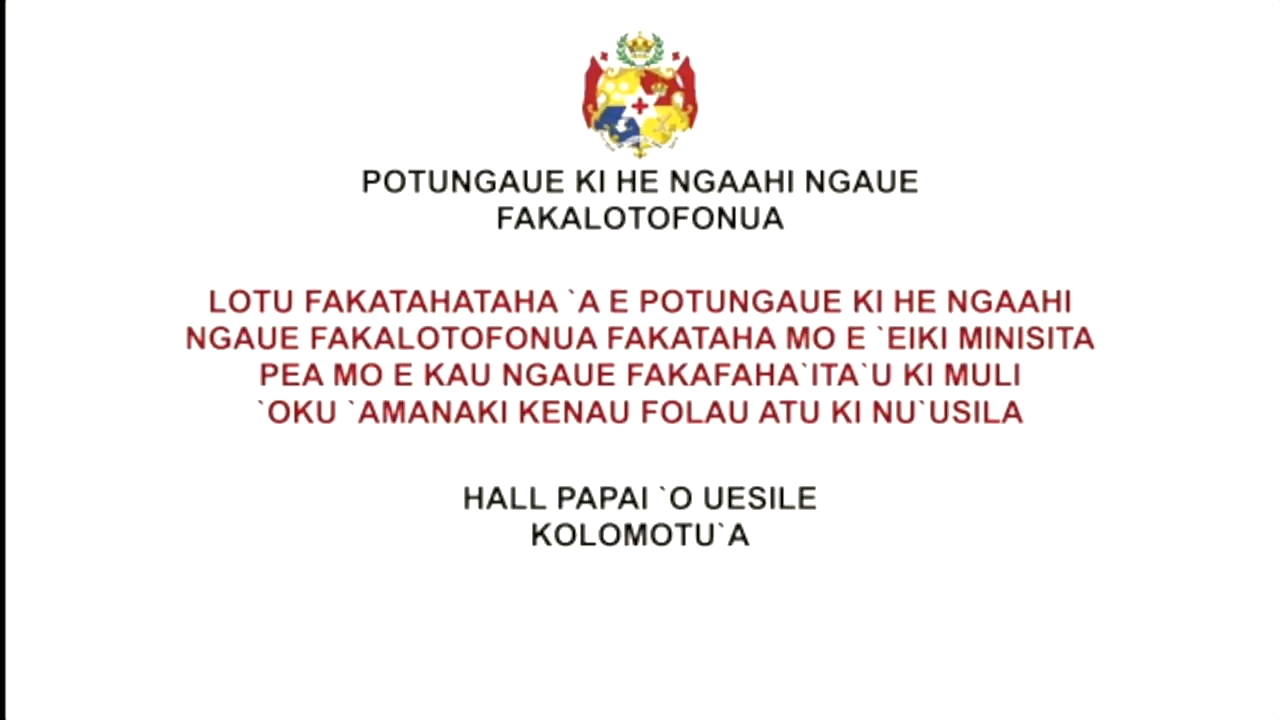 POTUNGAUE KI HE NGAAHI NGAUE
FAKALOTOFONUA
LOTU FAKATAHATAHA `A E POTUNGAUE KI HE NGAAHI
NGAUE FAKALOTOFONUA FAKATAHA MO E `EIKI MINISITA
PEA MO E KAU NGAUE FAKAFAHA`ITA`U KI MULI
`OKU `AMANAKI KENAU FOLAU ATU KI NU`USILA
HALL PAPAI `O UESILE
KOLOMOTU`A